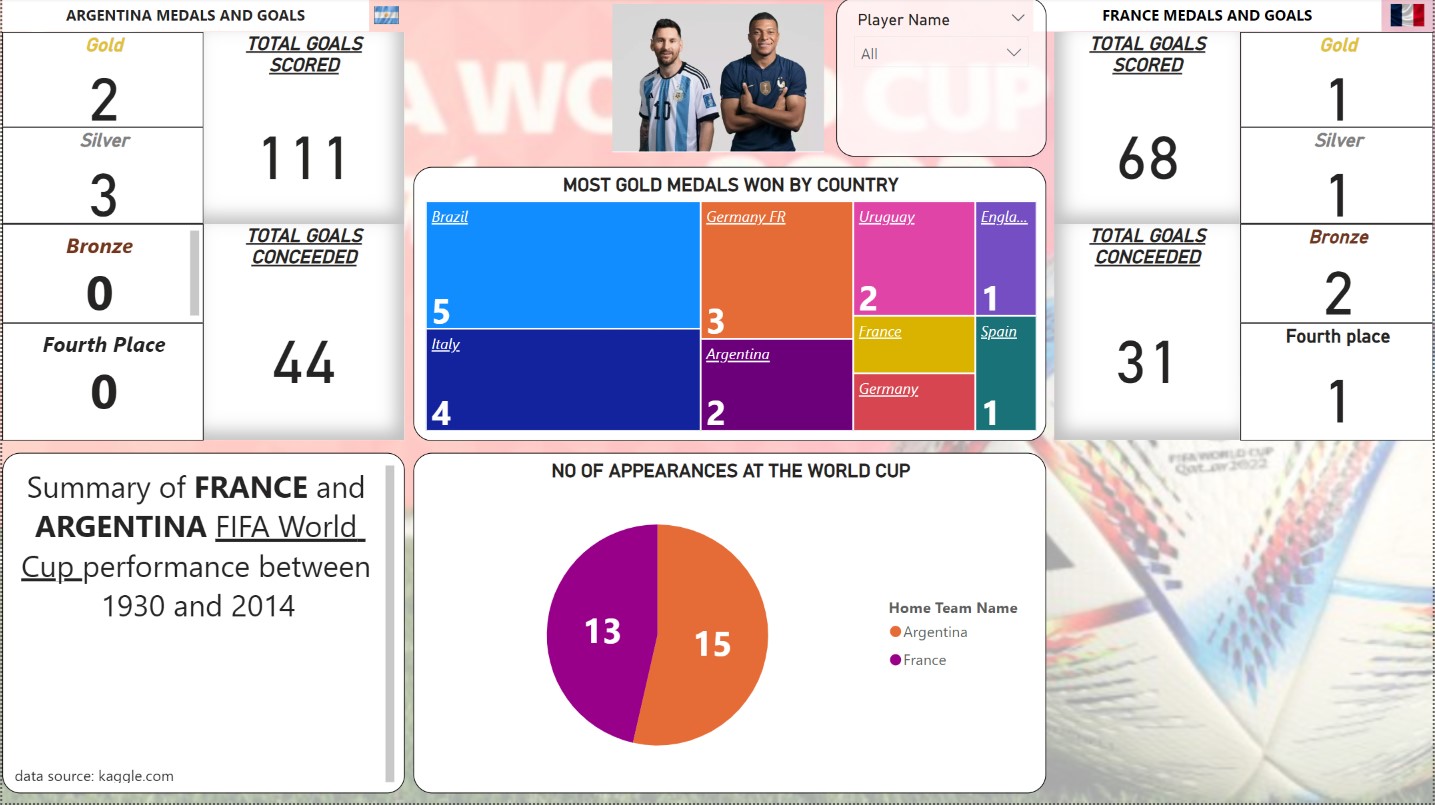 ARGENTINA MEDALS AND GOALS
Gold
2
Silver
3
Bronze
0
Fourth Place
0
TOTAL GOALS
SCORED
111
TOTAL GOALS
CONCEEDED
44
A WO
D CUP
10
Player Name
All
FRANCE MEDALS AND GOALS
TOTAL GOALS
SCORED
68
TOTAL GOALS
CONCEEDED
31
Gold
1
Silver
1
Bronze
2
Fourth place
1
MOST GOLD MEDALS WON BY COUNTRY
Brazil
5
Italy
4
Germany FR
3
Argentina
2
Uruguay
2
France
Germany
Engla...
1
Spain
1
Summary of FRANCE and
ARGENTINA FIFA World
Cup performance between
1930 and 2014
data source: kaggle.com
NO OF APPEARANCES AT THE WORLD CUP
13
15
Home Team Name
Argentina
France
FIFA WORLD CUP
Qatar2022